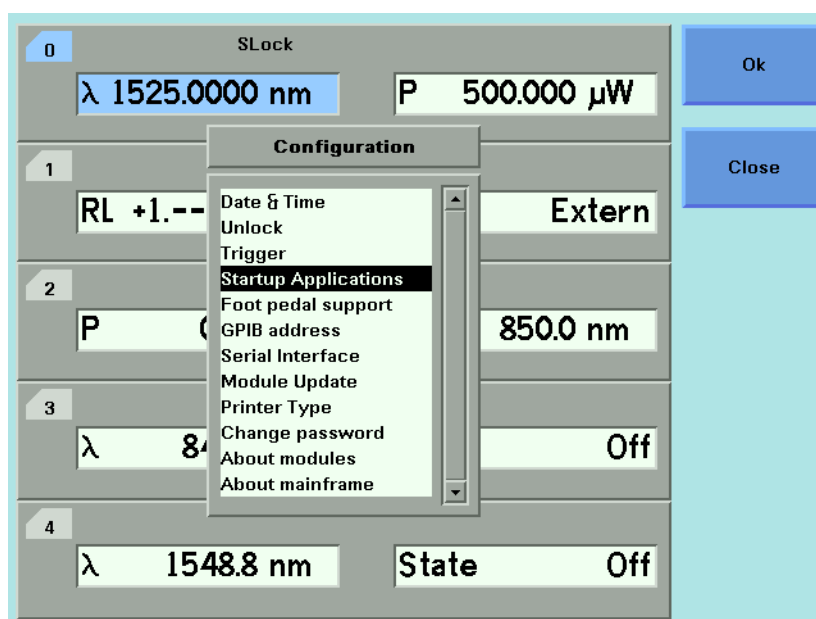 0
SLock
λ 1525.0000 nm
P 500.000 µW
Ok
Close
Configuration
1
RL +1.--
Extern
Date & Time
Unlock
Trigger
Startup Applications
Foot pedal support
GPIB address
Serial Interface
Module Update
Printer Type
Change password
About modules
About mainframe
2
P
850.0 nm
3
λ 84
Off
4
λ 1548.8 nm
State Off